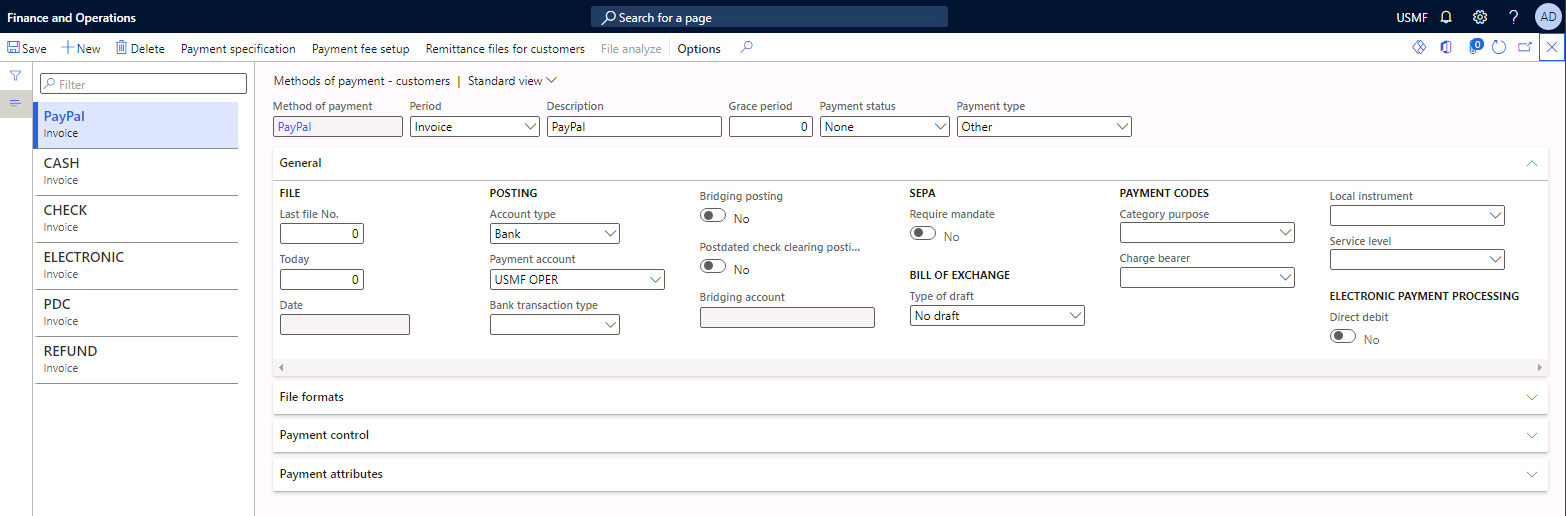 Finance and Operations
Search for a page
USMF
AD
Save
New
Delete
Payment specification
Payment fee setup
Remittance files for customers
File analyze
Options
0
Filter
PayPal
Invoice
CASH
Invoice
CHECK
Invoice
ELECTRONIC
Invoice
PDC
Invoice
REFUND
Invoice
Methods of payment - customers | Standard view
Method of payment
PayPal
Period
Invoice
Description
PayPal
Grace period
0
Payment status
None
Payment type
Other
General
FILE
Last file No.
0
Today
0
Date
POSTING
Account type
Bank
Payment account
USMF OPER
Bank transaction type
Bridging posting
No
Postdated check clearing posti...
No
Bridging account
SEPA
Require mandate
No
BILL OF EXCHANGE
Type of draft
No draft
PAYMENT CODES
Category purpose
Charge bearer
Local instrument
Service level
ELECTRONIC PAYMENT PROCESSING
Direct debit
No
File formats
Payment control
Payment attributes